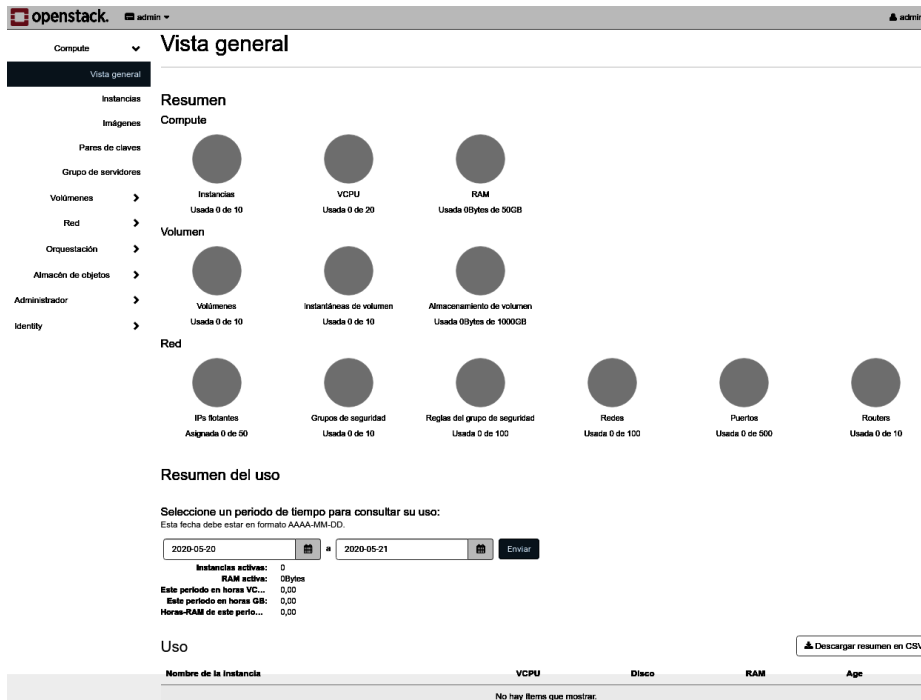 openstack. admin admin
Compute
Vista general
Instancias
Imágenes
Pares de claves
Grupo de servidores
Volúmenes
Red
Orquestación
Almacén de objetos
Administrador
Identity
Vista general
Resumen
Compute
Instancias VCPU RAM
Usada 0 de 10 Usada 0 de 20 Usada 0Bytes de 50GB
Volumen
Volúmenes Instantáneas de volumen Almacenamiento de volumen
Usada 0 de 10 Usada 0 de 10 Usada 0Bytes de 1000GB
Red
IPs flotantes Grupos de seguridad Reglas del grupo de seguridad Redes Puertos Routers
Asignada 0 de 50 Usada 0 de 10 Usada 0 de 100 Usada 0 de 100 Usada 0 de 500 Usada 0 de 10
Resumen del uso
Seleccione un periodo de tiempo para consultar su uso:
Esta fecha debe estar en formato AAAA-MM-DD.
2020-05-20 a 2020-05-21 Enviar
Instancias activas: 0
RAM activa: 0Bytes
Este periodo en horas VC... 0,00
Este periodo en horas GB: 0,00
Horas-RAM de este perio... 0,00
Uso Descargar resumen en CSV
Nombre de la instancia VCPU Disco RAM Age
No hay ítems que mostrar.